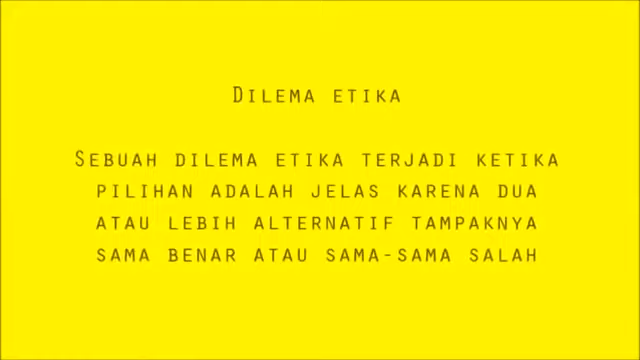 Dilema etika
Sebuah dilema etika terjadi ketika
pilihan adalah jelas karena dua
atau lebih alternatif tampaknya
sama benar atau sama-sama salah